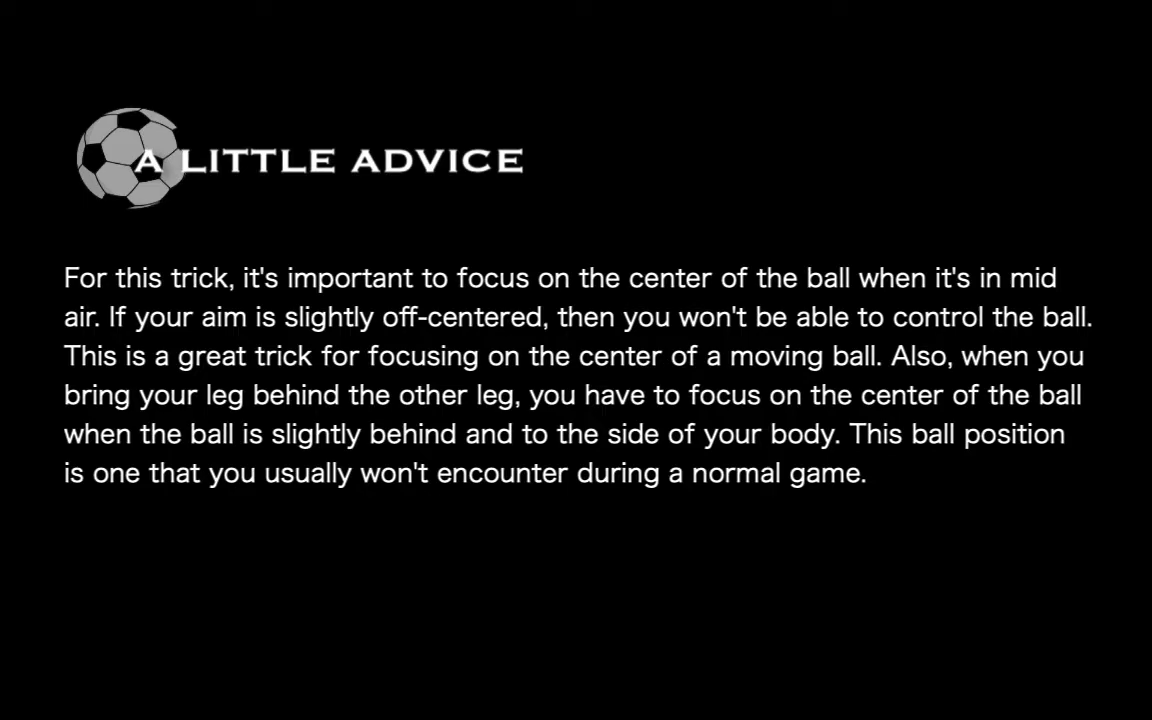 A LITTLE ADVICE
For this trick, it's important to focus on the center of the ball when it's in mid
air. If your aim is slightly off-centered, then you won't be able to control the ball.
This is a great trick for focusing on the center of a moving ball. Also, when you
bring your leg behind the other leg, you have to focus on the center of the ball
when the ball is slightly behind and to the side of your body. This ball position
is one that you usually won't encounter during a normal game.